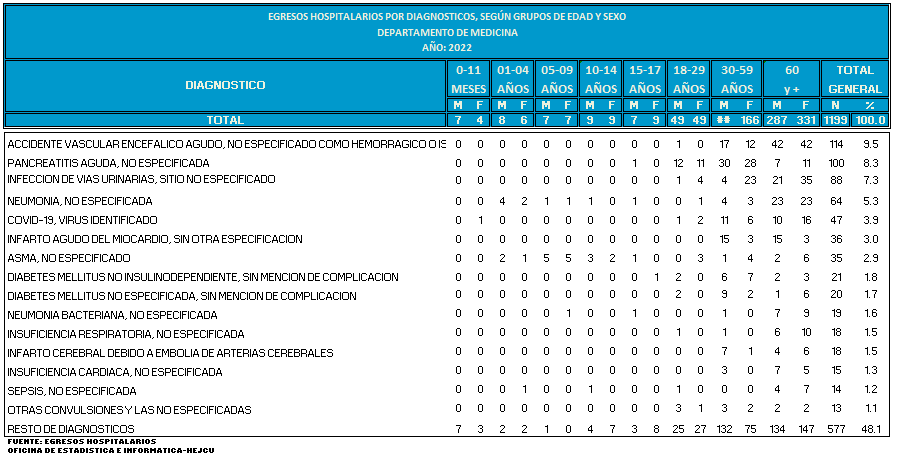 EGRESOS HOSPITALARIOS POR DIAGNOSTICOS, SEGÚN GRUPOS DE EDAD Y SEXO
DEPARTAMENTO DE MEDICINA
AÑO: 2022
DIAGNOSTICO 0-11 MESES 01-04 AÑOS 05-09 AÑOS 10-14 AÑOS 15-17 AÑOS 18-29 AÑOS 30-59 AÑOS 60 y + TOTAL GENERAL
M F M F M F M F M F M F M F M F N %
TOTAL 7 4 8 6 7 7 9 9 7 9 49 49 ## 166 287 331 1199 100.0
ACCIDENTE VASCULAR ENCEFALICO AGUDO, NO ESPECIFICADO COMO HEMORRAGICO O IS 0 0 0 0 0 0 0 0 0 0 1 0 17 12 42 42 114 9.5
PANCREATITIS AGUDA, NO ESPECIFICADA 0 0 0 0 0 0 0 0 1 0 12 11 30 28 7 11 100 8.3
INFECCION DE VIAS URINARIAS, SITIO NO ESPECIFICADO 0 0 0 0 0 0 0 0 0 0 1 4 4 23 21 35 88 7.3
NEUMONIA, NO ESPECIFICADA 0 0 4 2 1 1 1 0 1 0 0 1 4 3 23 23 64 5.3
COVID-19, VIRUS IDENTIFICADO 0 1 0 0 0 0 0 0 0 0 1 2 11 6 10 16 47 3.9
INFARTO AGUDO DEL MIOCARDIO, SIN OTRA ESPECIFICACION 0 0 0 0 0 0 0 0 0 0 0 0 15 3 15 3 36 3.0
ASMA, NO ESPECIFICADO 0 0 2 1 5 5 3 2 1 0 0 3 1 4 2 6 35 2.9
DIABETES MELLITUS NO INSULINODEPENDIENTE, SIN MENCION DE COMPLICACION 0 0 0 0 0 0 0 0 0 1 2 0 6 7 2 3 21 1.8
DIABETES MELLITUS NO ESPECIFICADA, SIN MENCION DE COMPLICACION 0 0 0 0 0 0 0 0 0 0 2 0 9 2 1 6 20 1.7
NEUMONIA BACTERIANA, NO ESPECIFICADA 0 0 0 0 0 1 0 0 1 0 0 0 1 0 7 9 19 1.6
INSUFICIENCIA RESPIRATORIA, NO ESPECIFICADA 0 0 0 0 0 0 0 0 0 0 1 0 1 0 6 10 18 1.5
INFARTO CEREBRAL DEBIDO A EMBOLIA DE ARTERIAS CEREBRALES 0 0 0 0 0 0 0 0 0 0 0 0 7 1 4 6 18 1.5
INSUFICIENCIA CARDIACA, NO ESPECIFICADA 0 0 0 0 0 0 0 0 0 0 0 0 3 0 7 5 15 1.3
SEPSIS, NO ESPECIFICADA 0 0 0 1 0 0 1 0 0 0 1 0 0 0 4 7 14 1.2
OTRAS CONVULSIONES Y LAS NO ESPECIFICADAS 0 0 0 0 0 0 0 0 0 0 3 1 3 2 2 2 13 1.1
RESTO DE DIAGNOSTICOS 7 3 2 2 1 0 4 7 3 8 25 27 132 75 134 147 577 48.1
FUENTE: EGRESOS HOSPITALARIOS
OFICINA DE ESTADISTICA E INFORMATICA-HEJCU